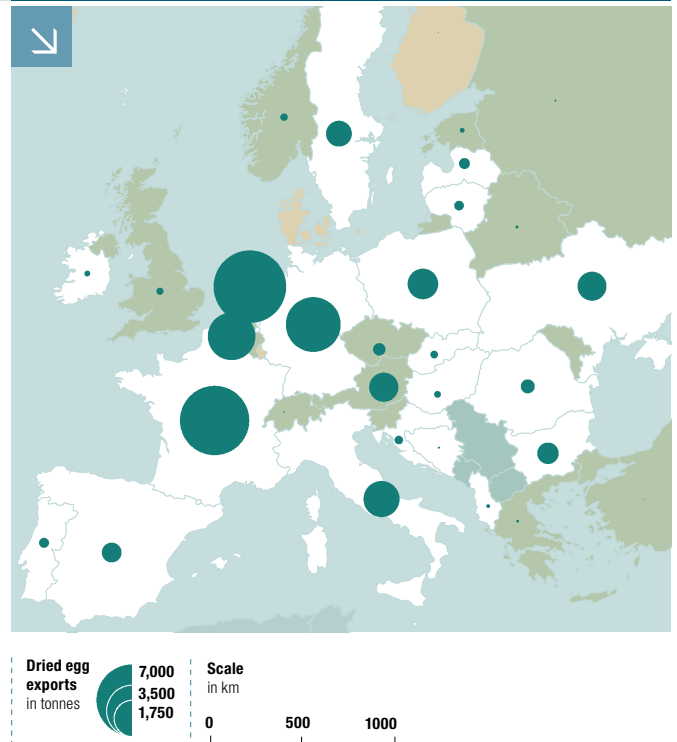 Dried egg
exports
in tonnes
7,000
3,500
1,750
Scale
in km
0 500 1000